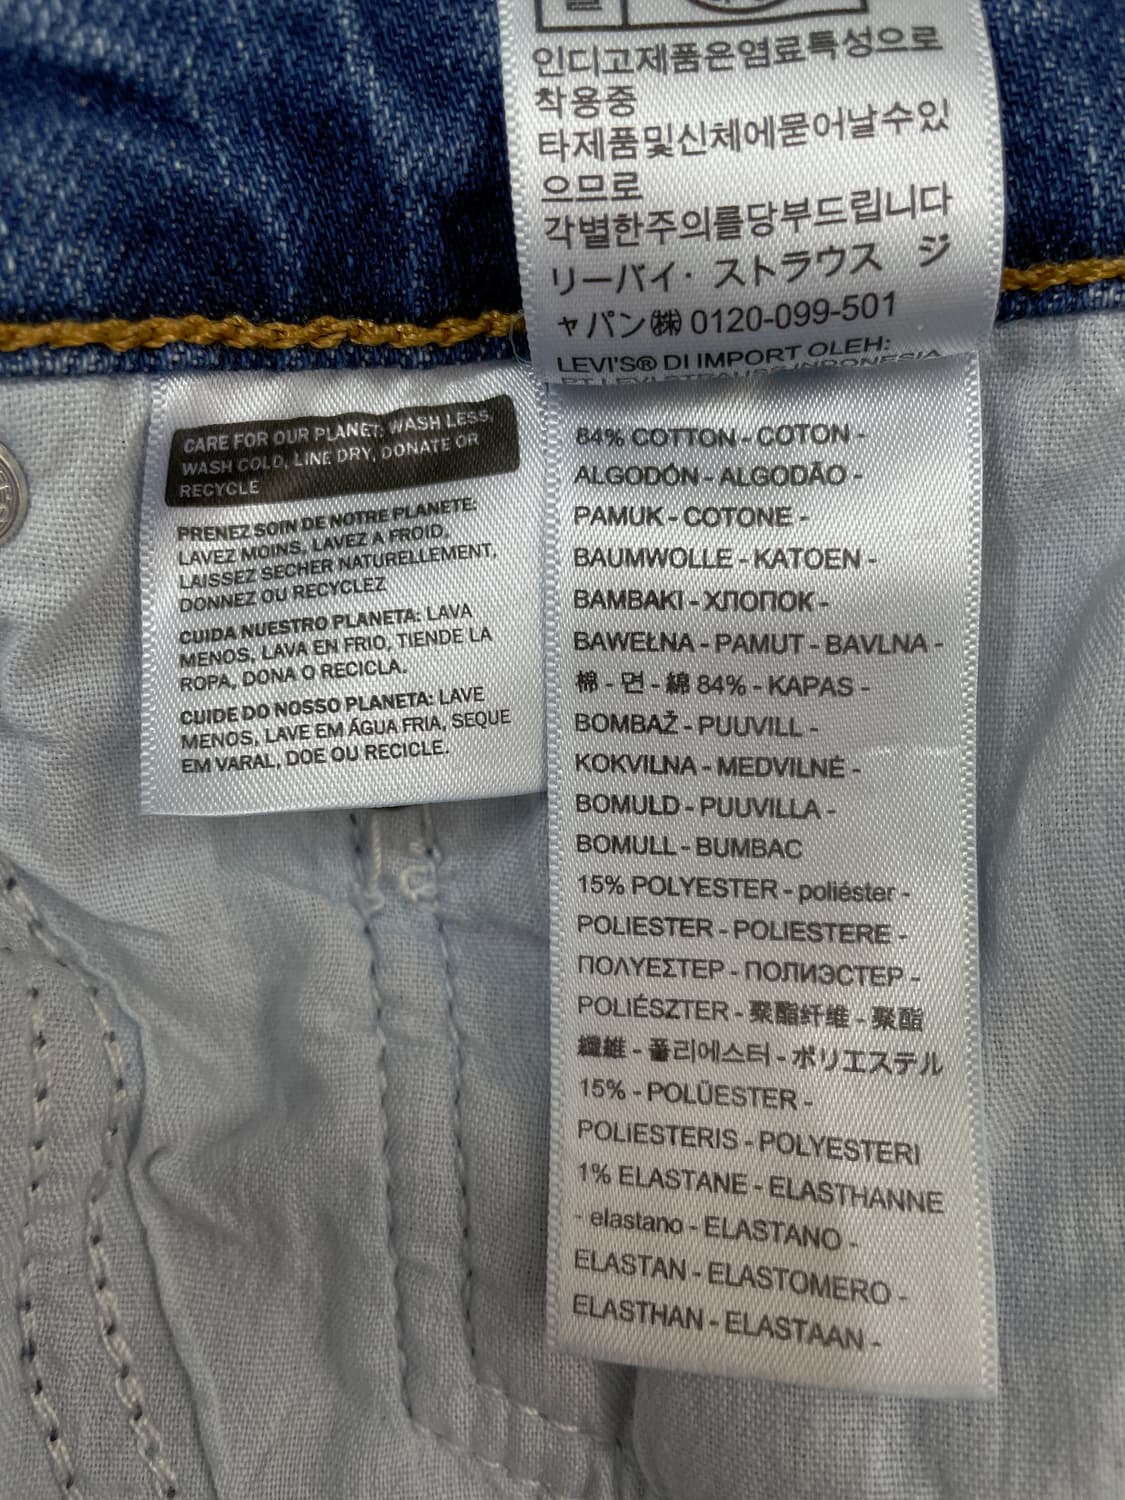 인디고제품은염료특성으로
착용중
타제품및신체에묻어날수있
으므로
각별한주의를당부드립니다
リーバイ・ストラウス ジ
ャパン㈱ 0120-099-501
LEVI'S® DI IMPORT OLEH:
PT LEVI STRAUSS INDONESIA
CARE FOR OUR PLANET: WASH LESS,
WASH COLD, LINE DRY, DONATE OR
RECYCLE
PRENEZ SOIN DE NOTRE PLANETE:
LAVEZ MOINS, LAVEZ A FROID,
LAISSEZ SECHER NATURELLEMENT,
DONNEZ OU RECYCLEZ
CUIDA NUESTRO PLANETA: LAVA
MENOS, LAVA EN FRIO, TIENDE LA
ROPA, DONA O RECICLA.
CUIDE DO NOSSO PLANETA: LAVE
MENOS, LAVE EM ÁGUA FRIA, SEQUE
EM VARAL, DOE OU RECICLE.
84% COTTON - COTON -
ALGODÓN - ALGODÃO -
PAMUK - COTONE -
BAUMWOLLE - KATOEN -
BAMBAKI - ХЛОПОК -
BAWEŁNA - PAMUT - BAVLNA -
棉 - 면 - 綿 84% - KAPAS -
BOMBAŽ - PUUVILL -
KOKVILNA - MEDVILNĖ -
BOMULD - PUUVILLA -
BOMULL - BUMBAC
15% POLYESTER - poliéster -
POLIESTER - POLIESTERE -
ΠΟΛΥΕΣΤΕΡ - ПОЛИЭСТЕР -
POLIÉSZTER - 聚酯纤维 - 聚酯
纖維 - 폴리에스터 - ポリエステル
15% - POLÜESTER -
POLIESTERIS - POLYESTERI
1% ELASTANE - ELASTHANNE
- elastano - ELASTANO -
ELASTAN - ELASTOMERO -
ELASTHAN - ELASTAAN -